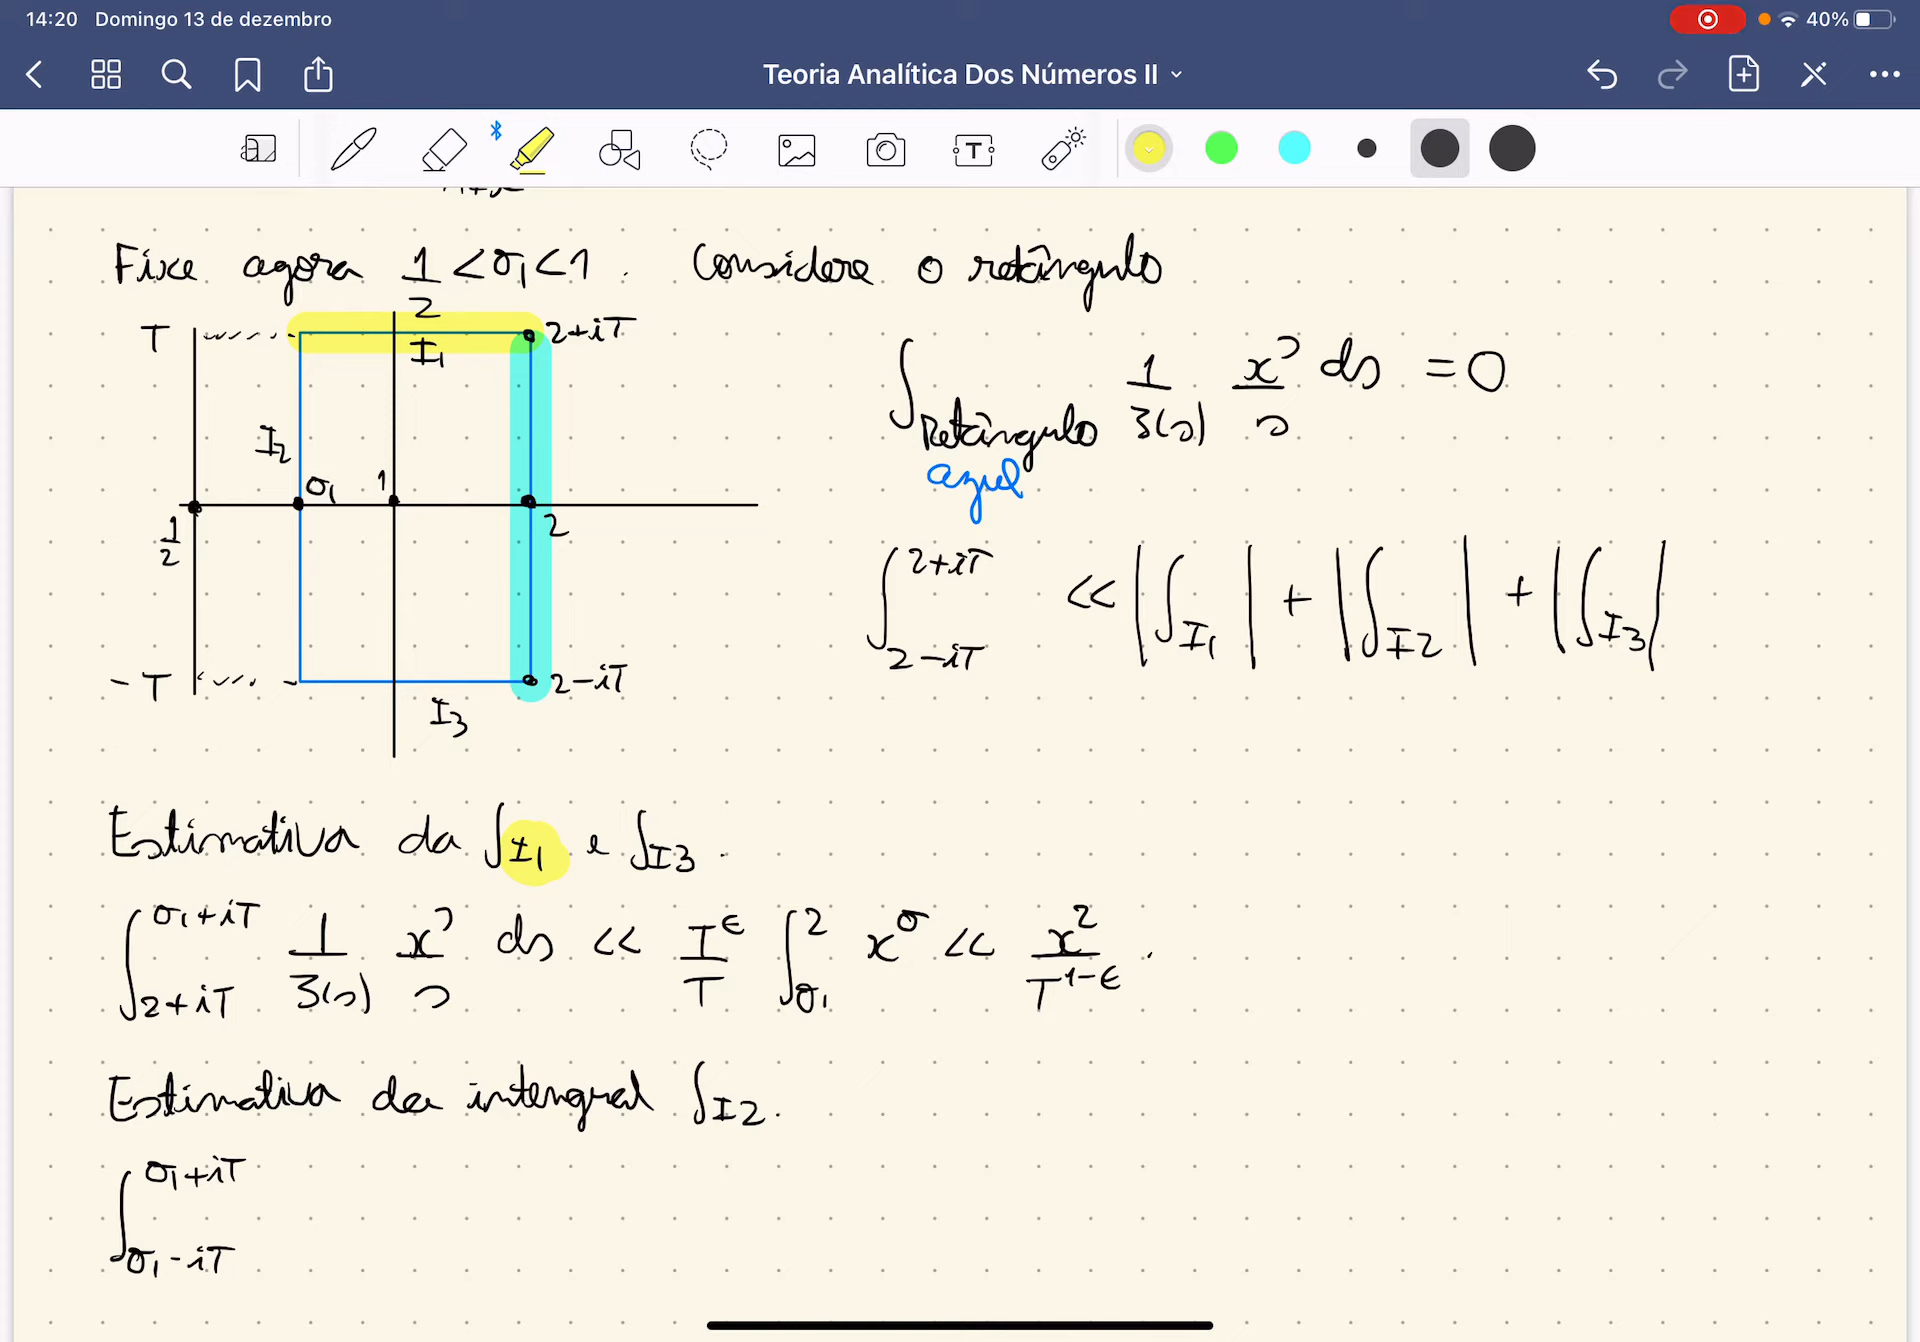 14:20 Domingo 13 de dezembro 40%
Teoria Analítica Dos Números II
Fixe agora 1/2 < σ₁ < 1. Considere o retângulo
T
I₁
2+iT
∫_{Retângulo azul} 1/ζ(s) x^s/s ds = 0
I₂
σ₁
1
1/2
2
∫_{2-iT}^{2+iT} << |∫_{I₁}| + |∫_{I2}| + |∫_{I3}|
-T
2-iT
I₃
Estimativa da ∫_{I₁} e ∫_{I3}.
∫_{2+iT}^{σ₁+iT} 1/ζ(s) x^s/s ds << T^ε/T ∫_{σ₁}^{2} x^σ << x²/T^{1-ε}.
Estimativa da intengral ∫_{I2}.
∫_{σ₁-iT}^{σ₁+iT}